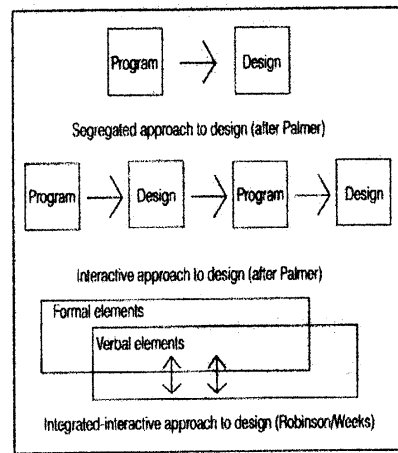 Program Design
Segregated approach to design (after Palmer)
Program Design Program Design
Interactive approach to design (after Palmer)
Formal elements
Verbal elements
Integrated-interactive approach to design (Robinson/Weeks)